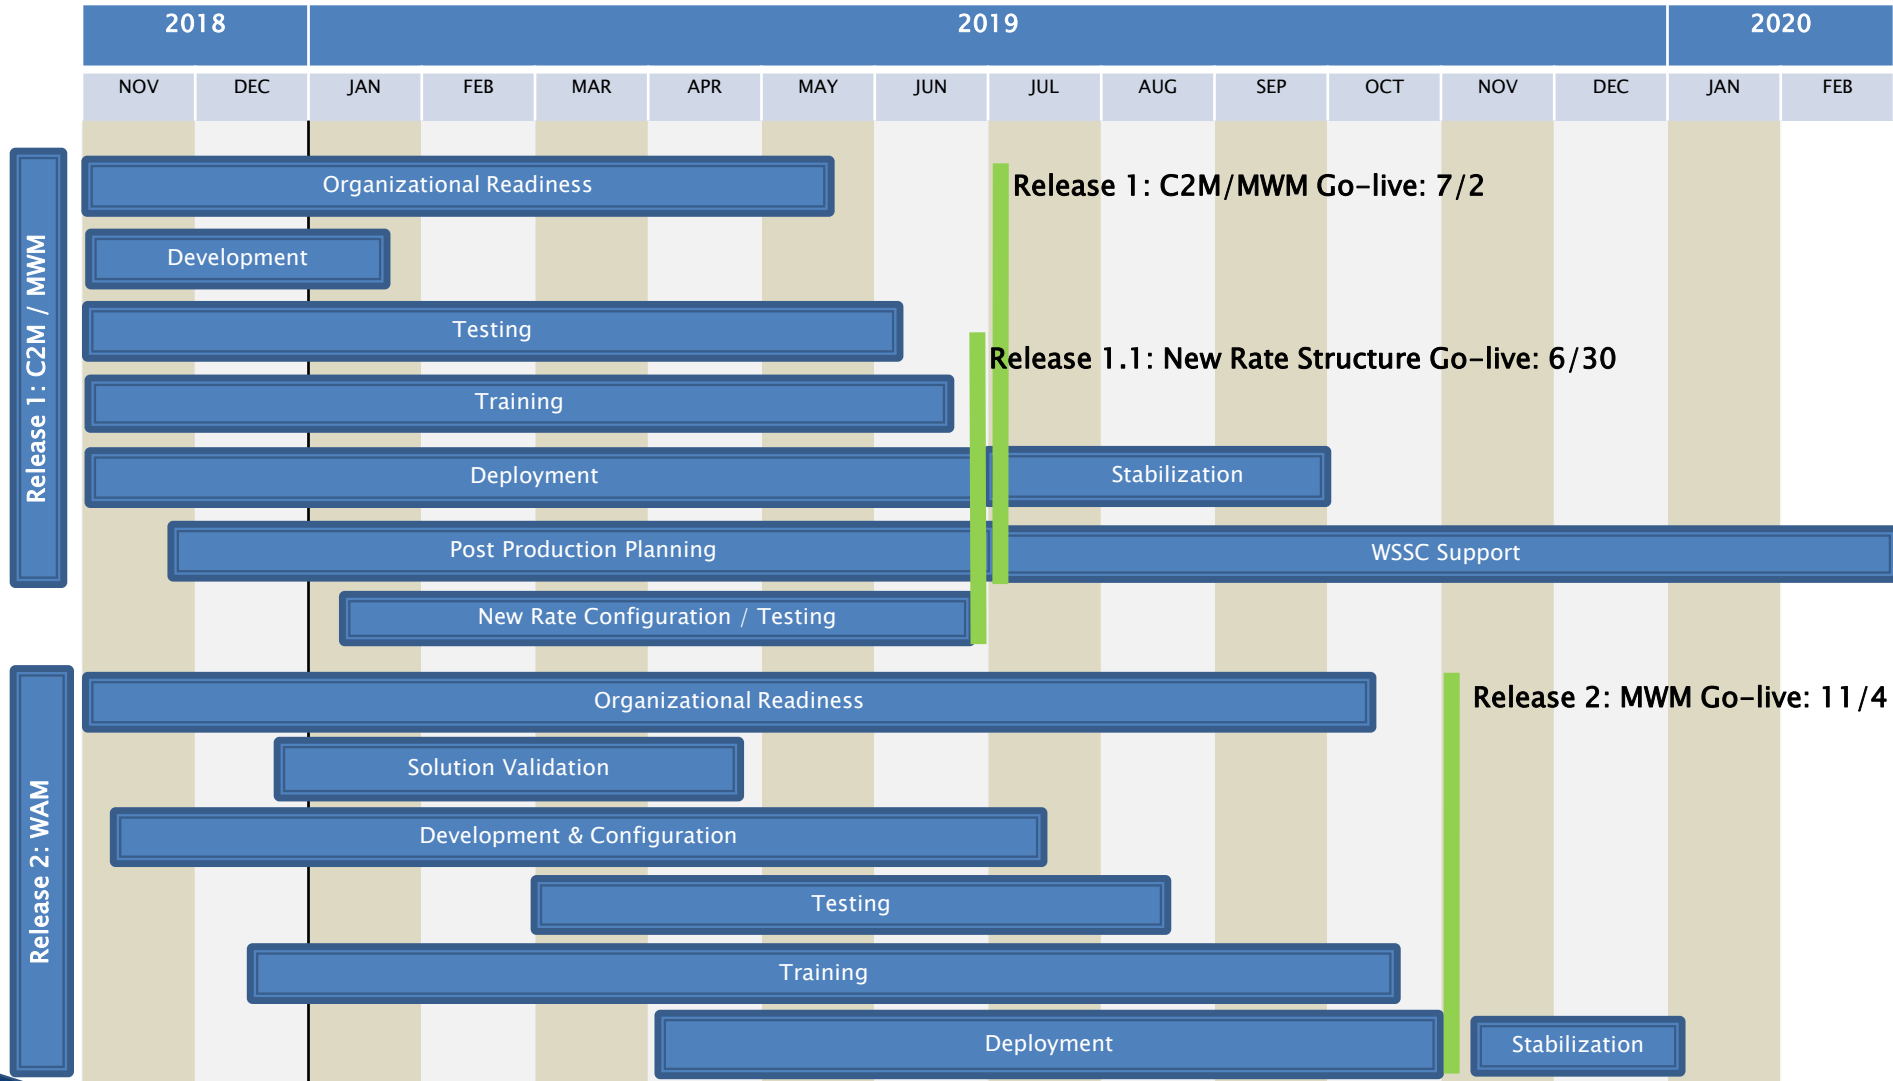 2018
2019
2020
NOV
DEC
JAN
FEB
MAR
APR
MAY
JUN
JUL
AUG
SEP
OCT
NOV
DEC
JAN
FEB
Release 1: C2M / MWM
Organizational Readiness
Release 1: C2M/MWM Go-live: 7/2
Development
Testing
Release 1.1: New Rate Structure Go-live: 6/30
Training
Deployment
Stabilization
Post Production Planning
WSSC Support
New Rate Configuration / Testing
Release 2: WAM
Organizational Readiness
Release 2: MWM Go-live: 11/4
Solution Validation
Development & Configuration
Testing
Training
Deployment
Stabilization